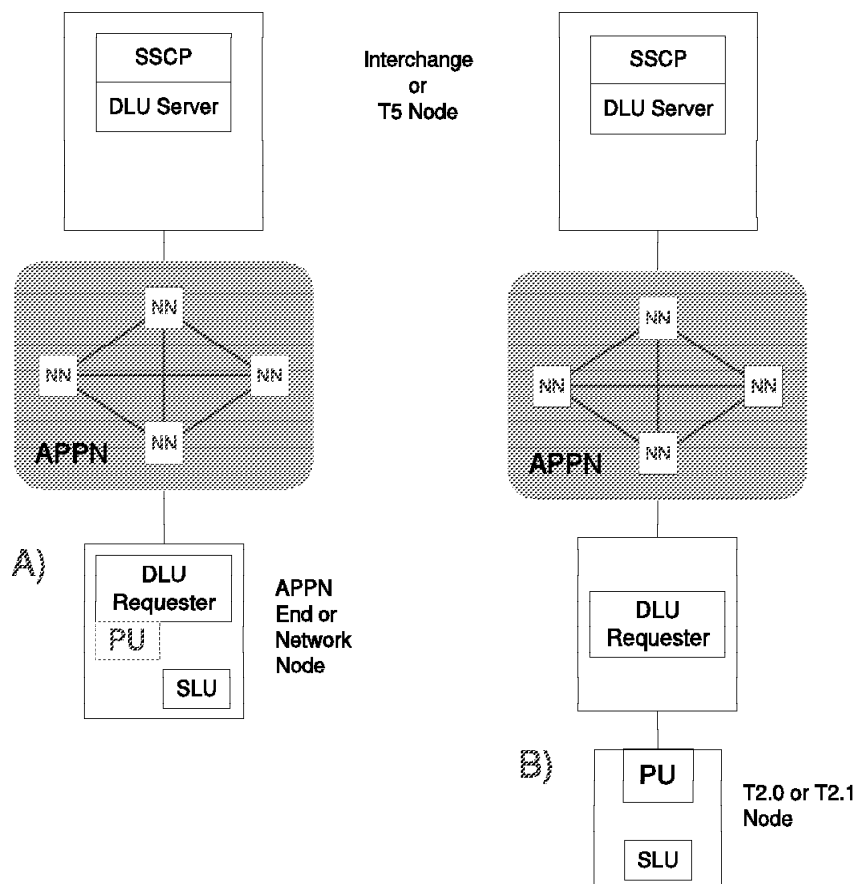 SSCP
DLU Server
Interchange
or
T5 Node
SSCP
DLU Server
NN
NN
NN
NN
APPN
NN
NN
NN
NN
APPN
A)
DLU
Requester
PU
SLU
APPN
End or
Network
Node
DLU
Requester
B)
PU
SLU
T2.0 or T2.1
Node